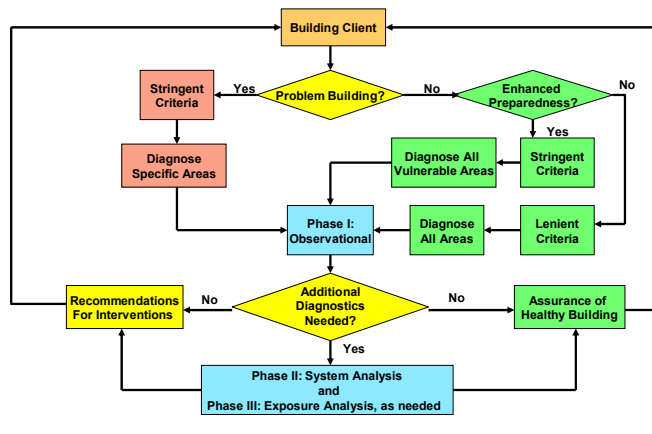 Building Client
Problem Building?
Yes
No
Enhanced
Preparedness?
No
Yes
Stringent
Criteria
Diagnose
Specific Areas
Diagnose All
Vulnerable Areas
Stringent
Criteria
Phase I:
Observational
Diagnose
All Areas
Lenient
Criteria
Additional
Diagnostics
Needed?
No
No
Yes
Recommendations
For Interventions
Assurance of
Healthy Building
Phase II: System Analysis
and
Phase III: Exposure Analysis, as needed